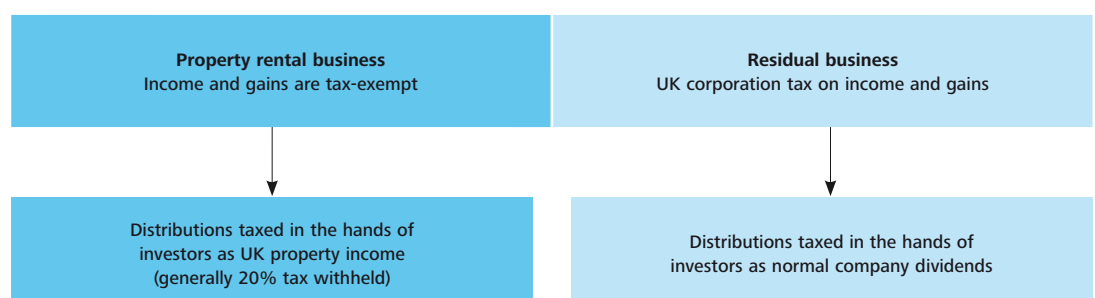 Property rental business
Income and gains are tax-exempt
Residual business
UK corporation tax on income and gains
Distributions taxed in the hands of
investors as UK property income
(generally 20% tax withheld)
Distributions taxed in the hands of
investors as normal company dividends